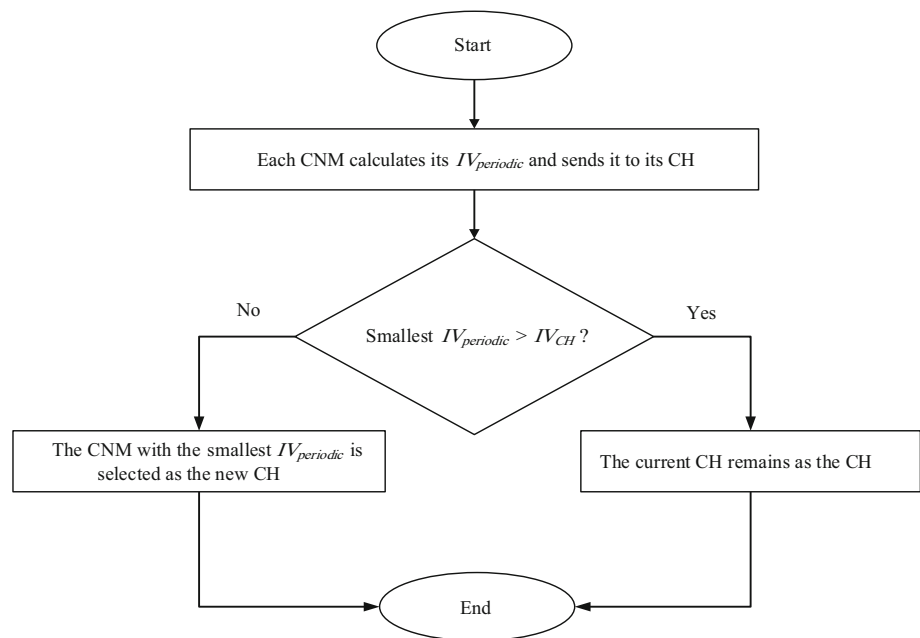 Start
Each CNM calculates its IVperiodic and sends it to its CH
No
Yes
Smallest IVperiodic > IVCH ?
The CNM with the smallest IVperiodic is
selected as the new CH
The current CH remains as the CH
End